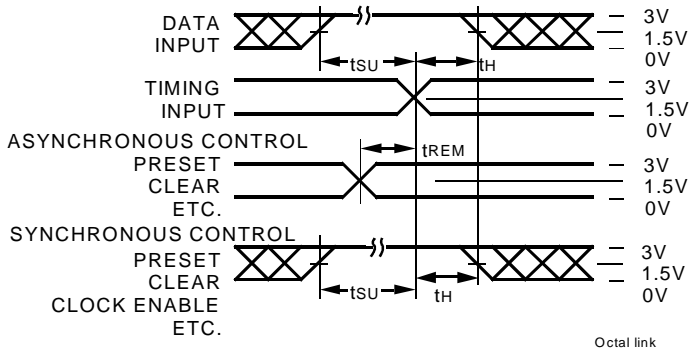 DATA
INPUT
3V
1.5V
0V
tSU
tH
TIMING
INPUT
3V
1.5V
0V
ASYNCHRONOUS CONTROL
PRESET
CLEAR
ETC.
tREM
3V
1.5V
0V
SYNCHRONOUS CONTROL
PRESET
CLEAR
CLOCK ENABLE
ETC.
tSU
tH
3V
1.5V
0V
Octal link